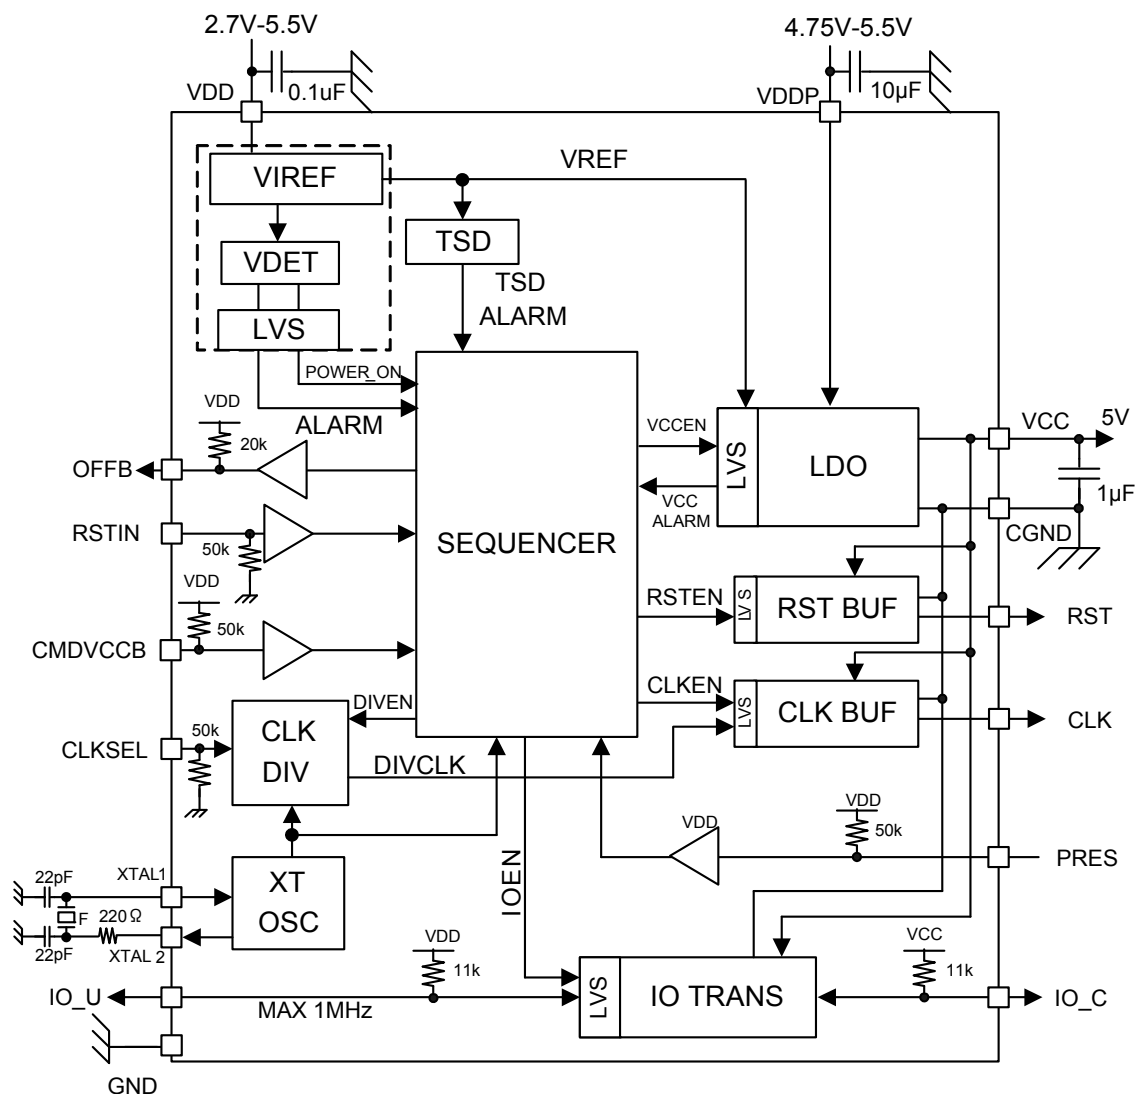 2.7V-5.5V
4.75V-5.5V
VDD
0.1uF
VDDP
10µF
VIREF
VREF
TSD
VDET
TSD
ALARM
LVS
POWER_ON
ALARM
VDD
20k
OFFB
VCCEN
LVS
LDO
VCC
5V
VCC
ALARM
1µF
CGND
RSTIN
50k
SEQUENCER
VDD
50k
CMDVCCB
RSTEN
LV S
RST BUF
RST
CLKEN
LVS
CLK BUF
CLK
DIVEN
CLK
DIV
50k
CLKSEL
DIVCLK
VDD
VDD
50k
PRES
IOEN
22pF
XTAL1
XT
OSC
F
220Ω
22pF
XTAL 2
VDD
11k
VCC
11k
IO_U
MAX 1MHz
LVS
IO TRANS
IO_C
GND